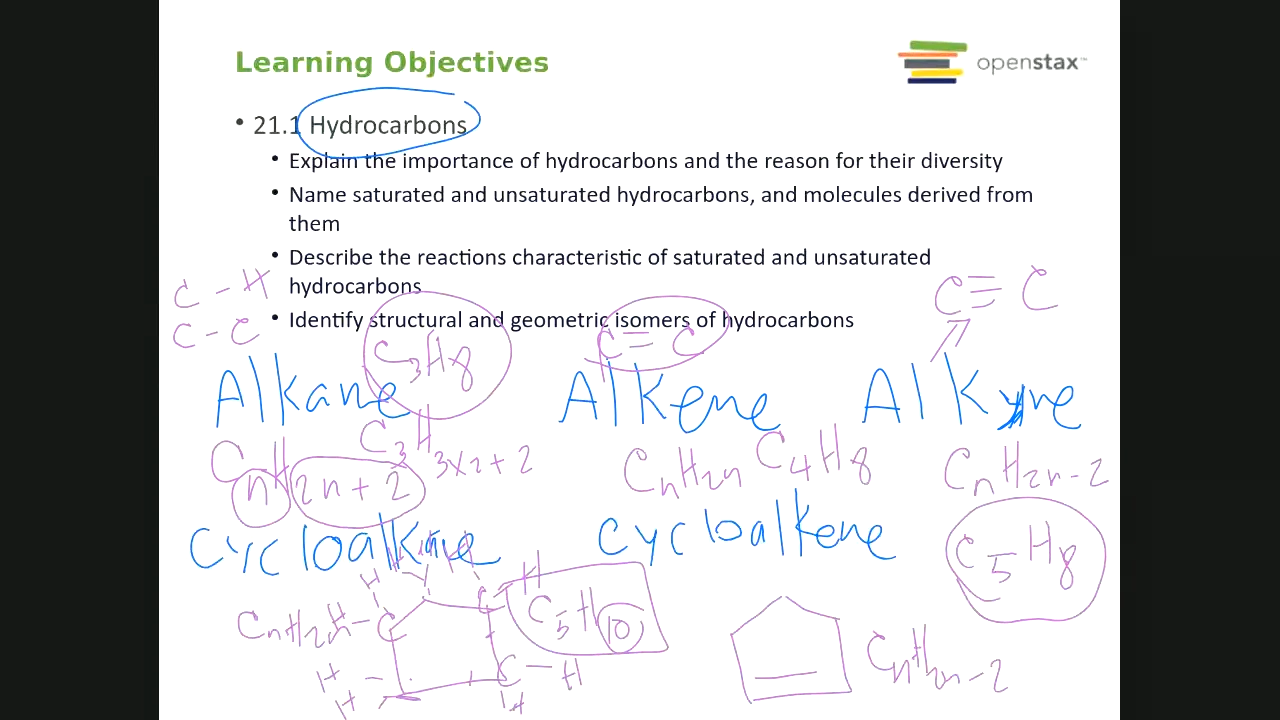 Learning Objectives
openstax™
• 21.1 Hydrocarbons
• Explain the importance of hydrocarbons and the reason for their diversity
• Name saturated and unsaturated hydrocarbons, and molecules derived from
them
• Describe the reactions characteristic of saturated and unsaturated
hydrocarbons
• Identify structural and geometric isomers of hydrocarbons
C - H
C - C
C3H8
C = C
C ≡ C
Alkane Alkene Alkyne
C3H3x2+2
CnH2n+2
CnH2n C4H8
CnH2n-2
Cycloalkane Cycloalkene
C5H8
H H
C H
C5H10
CnH2n H - C
H C - H
H H
CnH2n-2